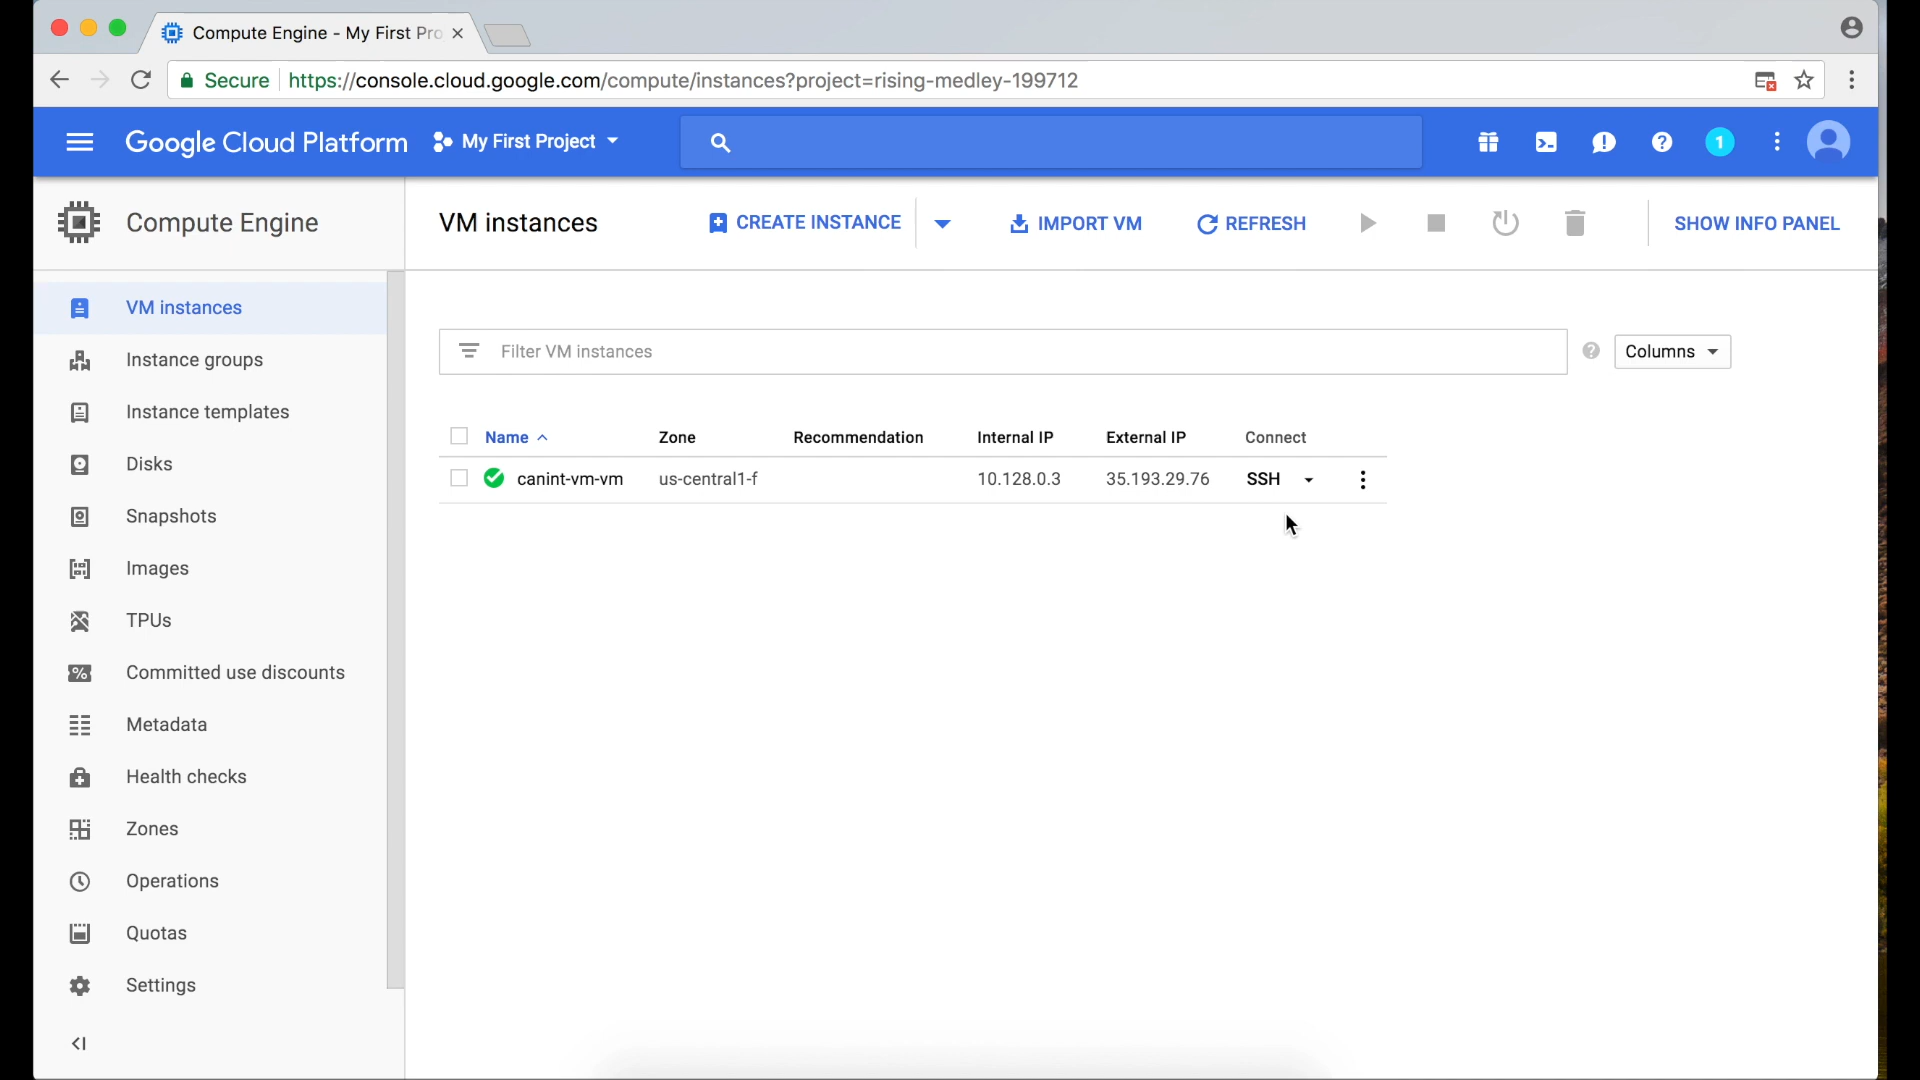 Compute Engine - My First Pro
Secure https://console.cloud.google.com/compute/instances?project=rising-medley-199712
Google Cloud Platform My First Project 1
Compute Engine
VM instances CREATE INSTANCE IMPORT VM REFRESH SHOW INFO PANEL
VM instances
Instance groups
Instance templates
Disks
Snapshots
Images
TPUs
Committed use discounts
Metadata
Health checks
Zones
Operations
Quotas
Settings
Filter VM instances Columns
Name Zone Recommendation Internal IP External IP Connect
canint-vm-vm us-central1-f 10.128.0.3 35.193.29.76 SSH